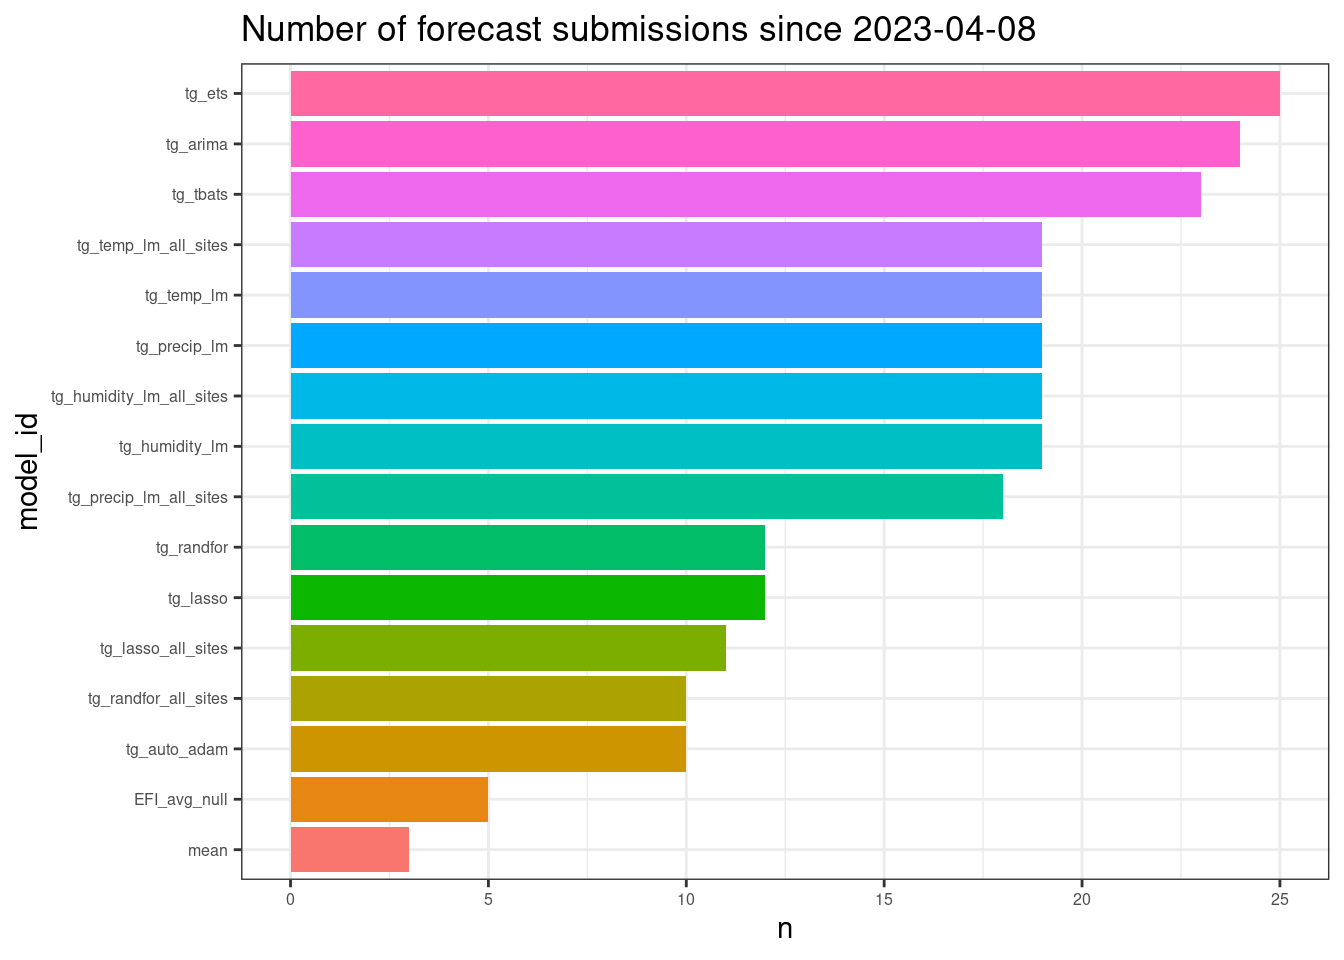 Number of forecast submissions since 2023-04-08
model_id
tg_ets
tg_arima
tg_tbats
tg_temp_lm_all_sites
tg_temp_lm
tg_precip_lm
tg_humidity_lm_all_sites
tg_humidity_lm
tg_precip_lm_all_sites
tg_randfor
tg_lasso
tg_lasso_all_sites
tg_randfor_all_sites
tg_auto_adam
EFI_avg_null
mean
0 5 10 15 20 25
n